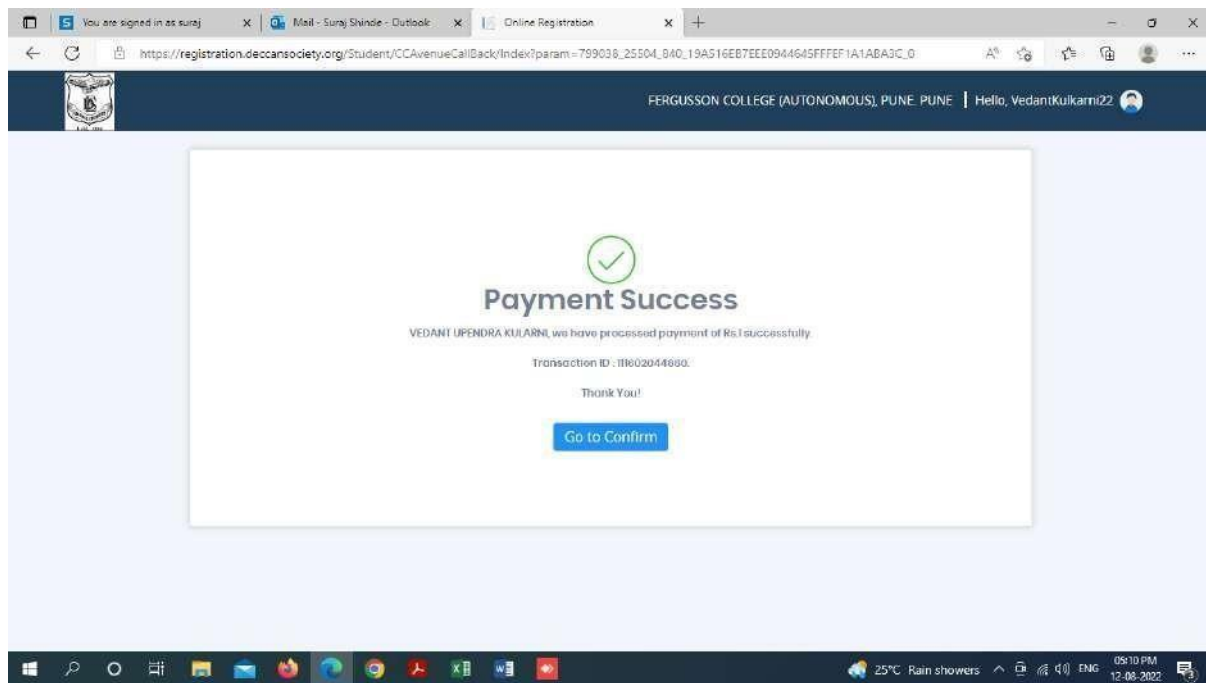 You are signed in as suraj
Mail - Suraj Shinde - Outlook
Online Registration
https://registration.deccansociety.org/Student/CCAvenueCallBack/Index?param=799038_25504_840_19A516EB7EEE0944645FFFEF1A1ABA3C_0
FERGUSSON COLLEGE (AUTONOMOUS), PUNE. PUNE | Hello, VedantKulkarni22
Payment Success
VEDANT UPENDRA KULARNI, we have processed payment of Rs.1 successfully.
Transaction ID : 111602044660.
Thank You!
Go to Confirm
25°C Rain showers
ENG
05:10 PM
12-08-2022